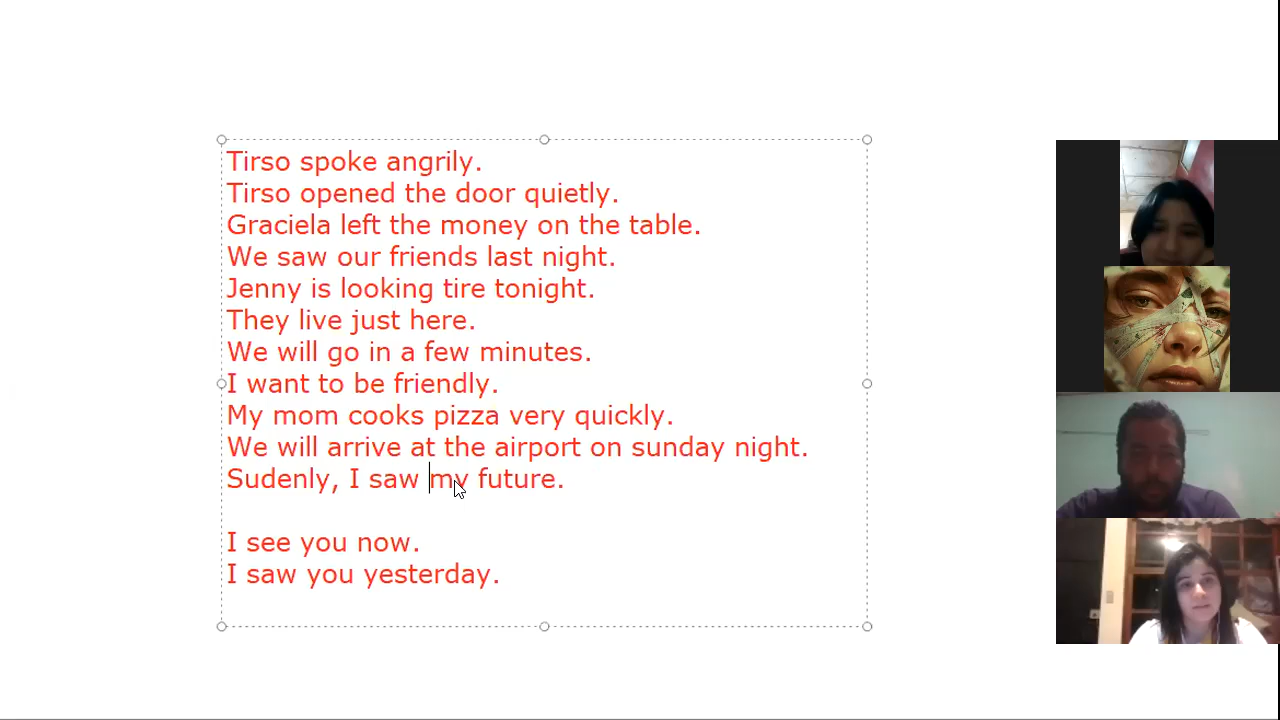 Tirso spoke angrily.
Tirso opened the door quietly.
Graciela left the money on the table.
We saw our friends last night.
Jenny is looking tire tonight.
They live just here.
We will go in a few minutes.
I want to be friendly.
My mom cooks pizza very quickly.
We will arrive at the airport on sunday night.
Sudenly, I saw my future.
I see you now.
I saw you yesterday.